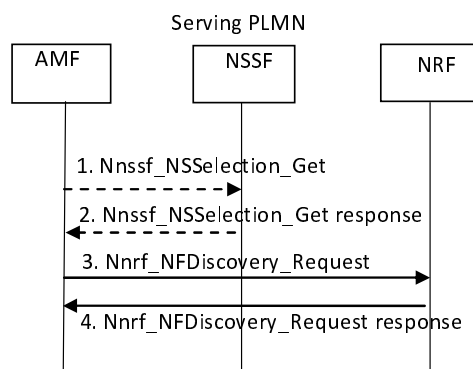 Serving PLMN
AMF
NSSF
NRF
1. Nnssf_NSSelection_Get
2. Nnssf_NSSelection_Get response
3. Nnrf_NFDiscovery_Request
4. Nnrf_NFDiscovery_Request response